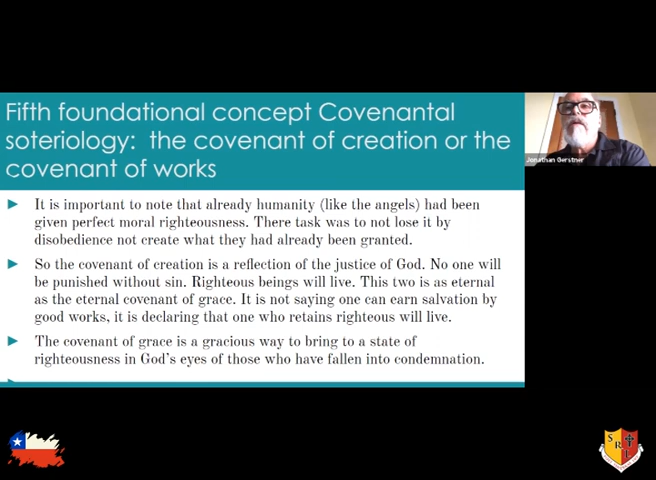 Fifth foundational concept Covenantal
soteriology: the covenant of creation or the
covenant of works
Jonathan Gerstner
It is important to note that already humanity (like the angels) had been
given perfect moral righteousness. There task was to not lose it by
disobedience not create what they had already been granted.
So the covenant of creation is a reflection of the justice of God. No one will
be punished without sin. Righteous beings will live. This two is as eternal
as the eternal covenant of grace. It is not saying one can earn salvation by
good works, it is declaring that one who retains righteous will live.
The covenant of grace is a gracious way to bring to a state of
righteousness in God's eyes of those who have fallen into condemnation.
S R
L